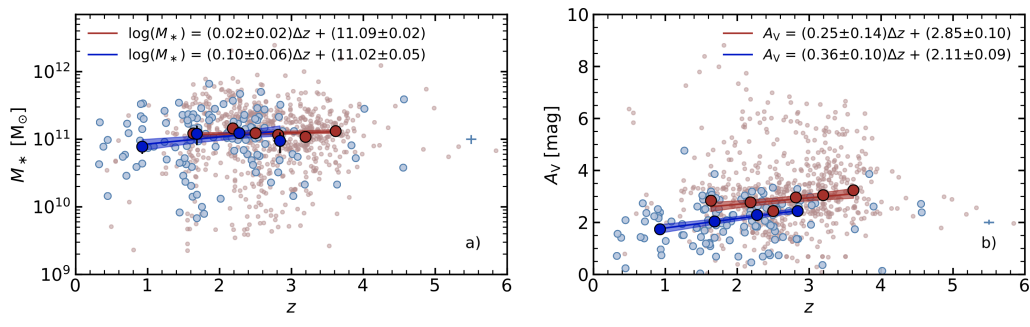 log(M∗) = (0.02±0.02)Δz + (11.09±0.02)
log(M∗) = (0.10±0.06)Δz + (11.02±0.05)
10¹²
10¹¹
10¹⁰
10⁹
M∗ [M⊙]
a)
0 1 2 3 4 5 6
z
AV = (0.25±0.14)Δz + (2.85±0.10)
AV = (0.36±0.10)Δz + (2.11±0.09)
10
8
6
4
2
0
AV [mag]
b)
0 1 2 3 4 5 6
z